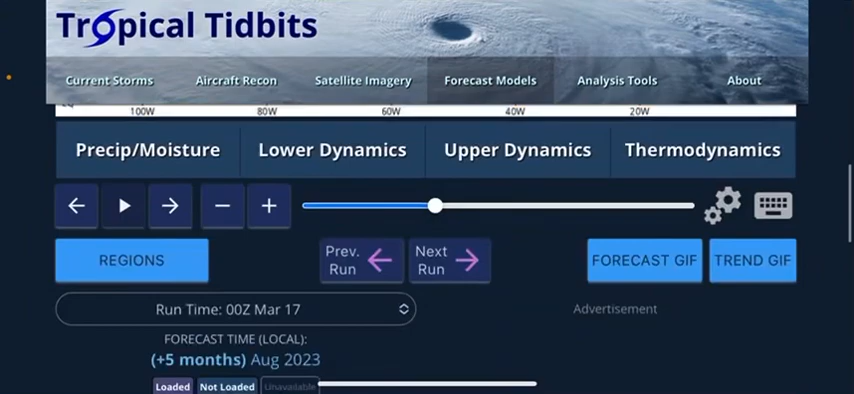 Tropical Tidbits
Current Storms Aircraft Recon Satellite Imagery Forecast Models Analysis Tools About
100W 80W 60W 40W 20W
Precip/Moisture Lower Dynamics Upper Dynamics Thermodynamics
REGIONS
Prev. Run
Next Run
FORECAST GIF TREND GIF
Run Time: 00Z Mar 17
Advertisement
FORECAST TIME (LOCAL):
(+5 months) Aug 2023
Loaded Not Loaded Unavailable